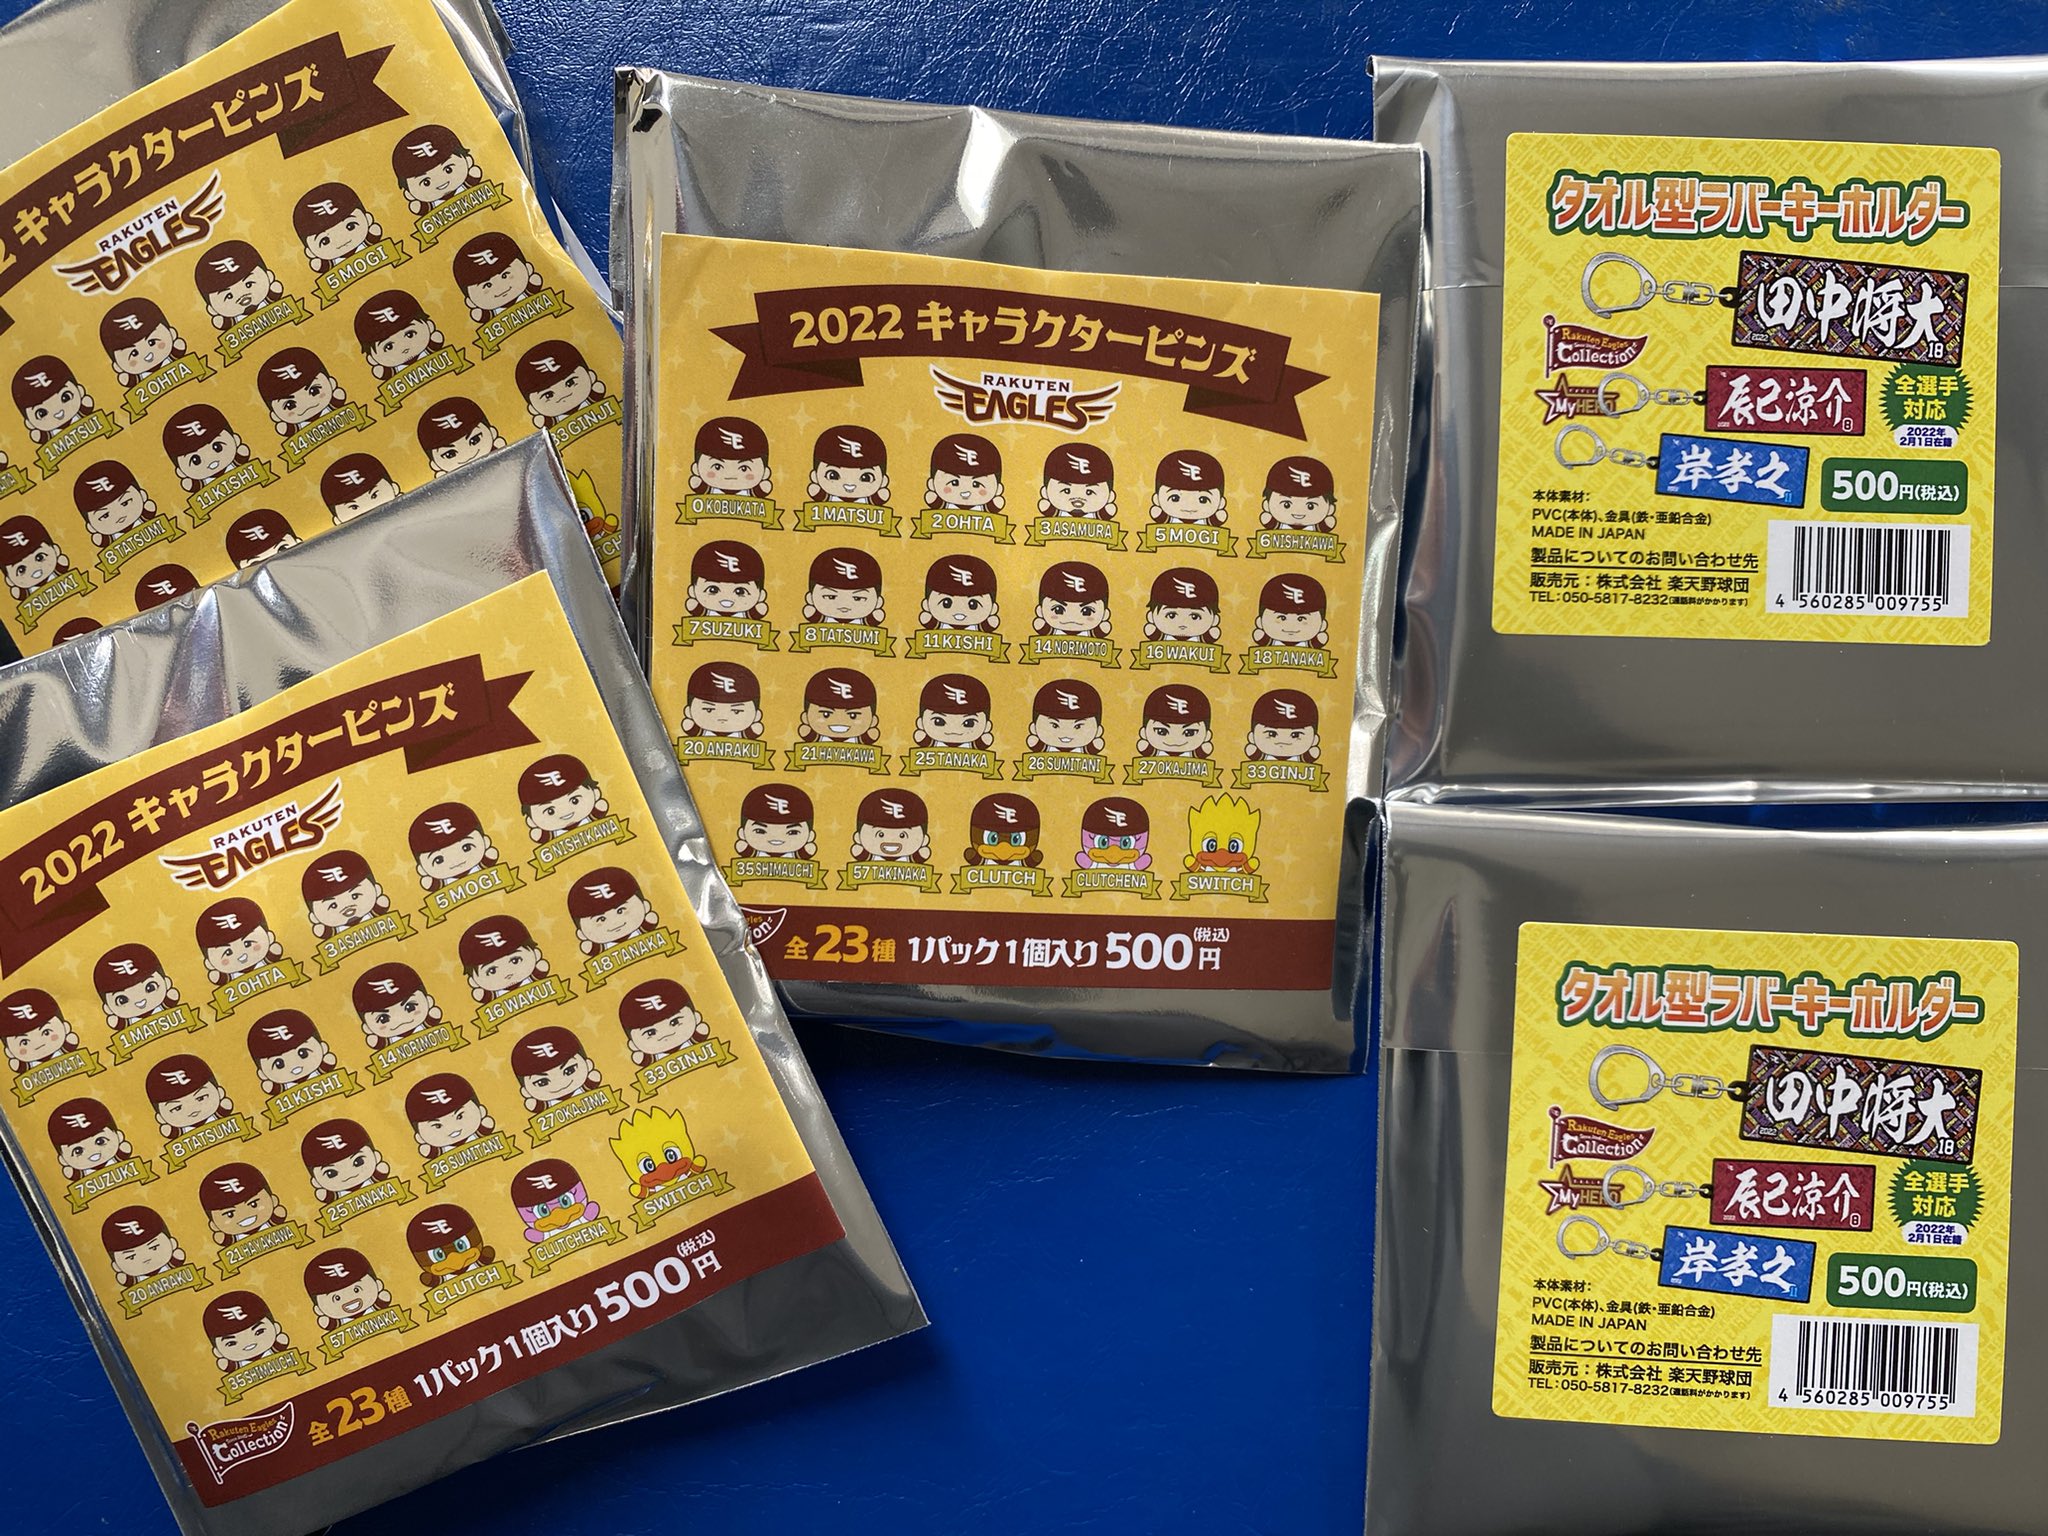 2 キャラクターピンズ
RAKUTEN
EAGLES
1 MATSUI
2 OHTA
3 ASAMURA
5 MOGI
6 NISHIKAWA
7 SUZUKI
8 TATSUMI
11 KISHI
14 NORIMOTO
16 WAKUI
18 TANAKA
33 GINJI
2022 キャラクターピンズ
RAKUTEN
EAGLES
0 KOBUKATA
1 MATSUI
2 OHTA
3 ASAMURA
5 MOGI
6 NISHIKAWA
7 SUZUKI
8 TATSUMI
11 KISHI
14 NORIMOTO
16 WAKUI
18 TANAKA
20 ANRAKU
21 HAYAKAWA
25 TANAKA
26 SUMITANI
27 OKAJIMA
33 GINJI
35 SHIMAUCHI
57 TAKINAKA
CLUTCH
CLUTCHENA
SWITCH
全23種 1パック1個入り 500円(税込)
2022 キャラクターピンズ
RAKUTEN
EAGLES
0 KOBUKATA
1 MATSUI
2 OHTA
3 ASAMURA
5 MOGI
6 NISHIKAWA
7 SUZUKI
8 TATSUMI
11 KISHI
14 NORIMOTO
16 WAKUI
18 TANAKA
20 ANRAKU
21 HAYAKAWA
25 TANAKA
26 SUMITANI
27 OKAJIMA
33 GINJI
35 SHIMAUCHI
57 TAKINAKA
CLUTCH
CLUTCHENA
SWITCH
Rakuten Eagles
Collection
全23種 1パック1個入り 500円(税込)
タオル型ラバーキーホルダー
田中将大
18
Rakuten Eagles
Collection
MyHERO
辰己涼介
8
全選手
対応
2022年
2月1日在籍
岸孝之
11
500円(税込)
本体素材:
PVC(本体)、金具(鉄・亜鉛合金)
MADE IN JAPAN
製品についてのお問い合わせ先
販売元:株式会社 楽天野球団
TEL:050-5817-8232(通話料がかかります)
4 560285 009755
タオル型ラバーキーホルダー
田中将大
2022
18
Rakuten Eagles
Collection
MyHERO
辰己涼介
8
全選手
対応
2022年
2月1日在籍
岸孝之
11
500円(税込)
本体素材:
PVC(本体)、金具(鉄・亜鉛合金)
MADE IN JAPAN
製品についてのお問い合わせ先
販売元:株式会社 楽天野球団
TEL:050-5817-8232(通話料がかかります)
4 560285 009755